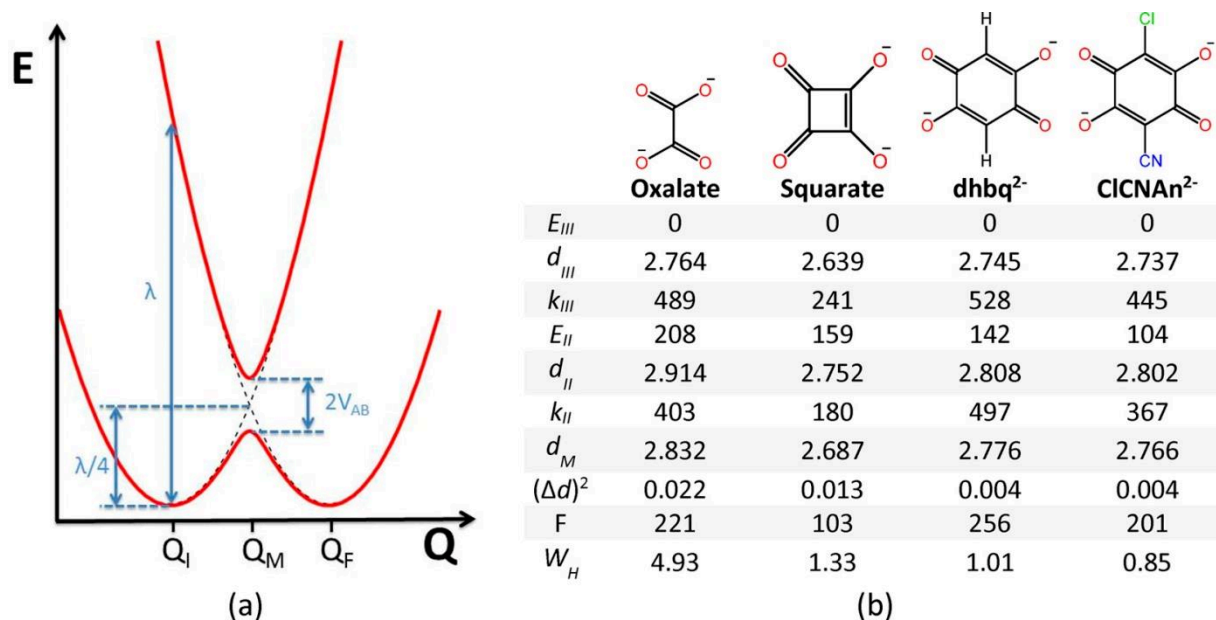 E
λ
2V_AB
λ/4
Q_I Q_M Q_F Q
(a)
O O⁻ ⁻O O
O O⁻ O O⁻
H O O⁻ ⁻O O H
Cl O O⁻ ⁻O O CN
Oxalate Squarate dhbq²⁻ ClCNAn²⁻
E_III 0 0 0 0
d_III 2.764 2.639 2.745 2.737
k_III 489 241 528 445
E_II 208 159 142 104
d_II 2.914 2.752 2.808 2.802
k_II 403 180 497 367
d_M 2.832 2.687 2.776 2.766
(Δd)² 0.022 0.013 0.004 0.004
F 221 103 256 201
W_H 4.93 1.33 1.01 0.85
(b)